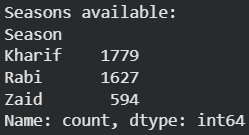 Seasons available:
Season
Kharif    1779
Rabi      1627
Zaid       594
Name: count, dtype: int64